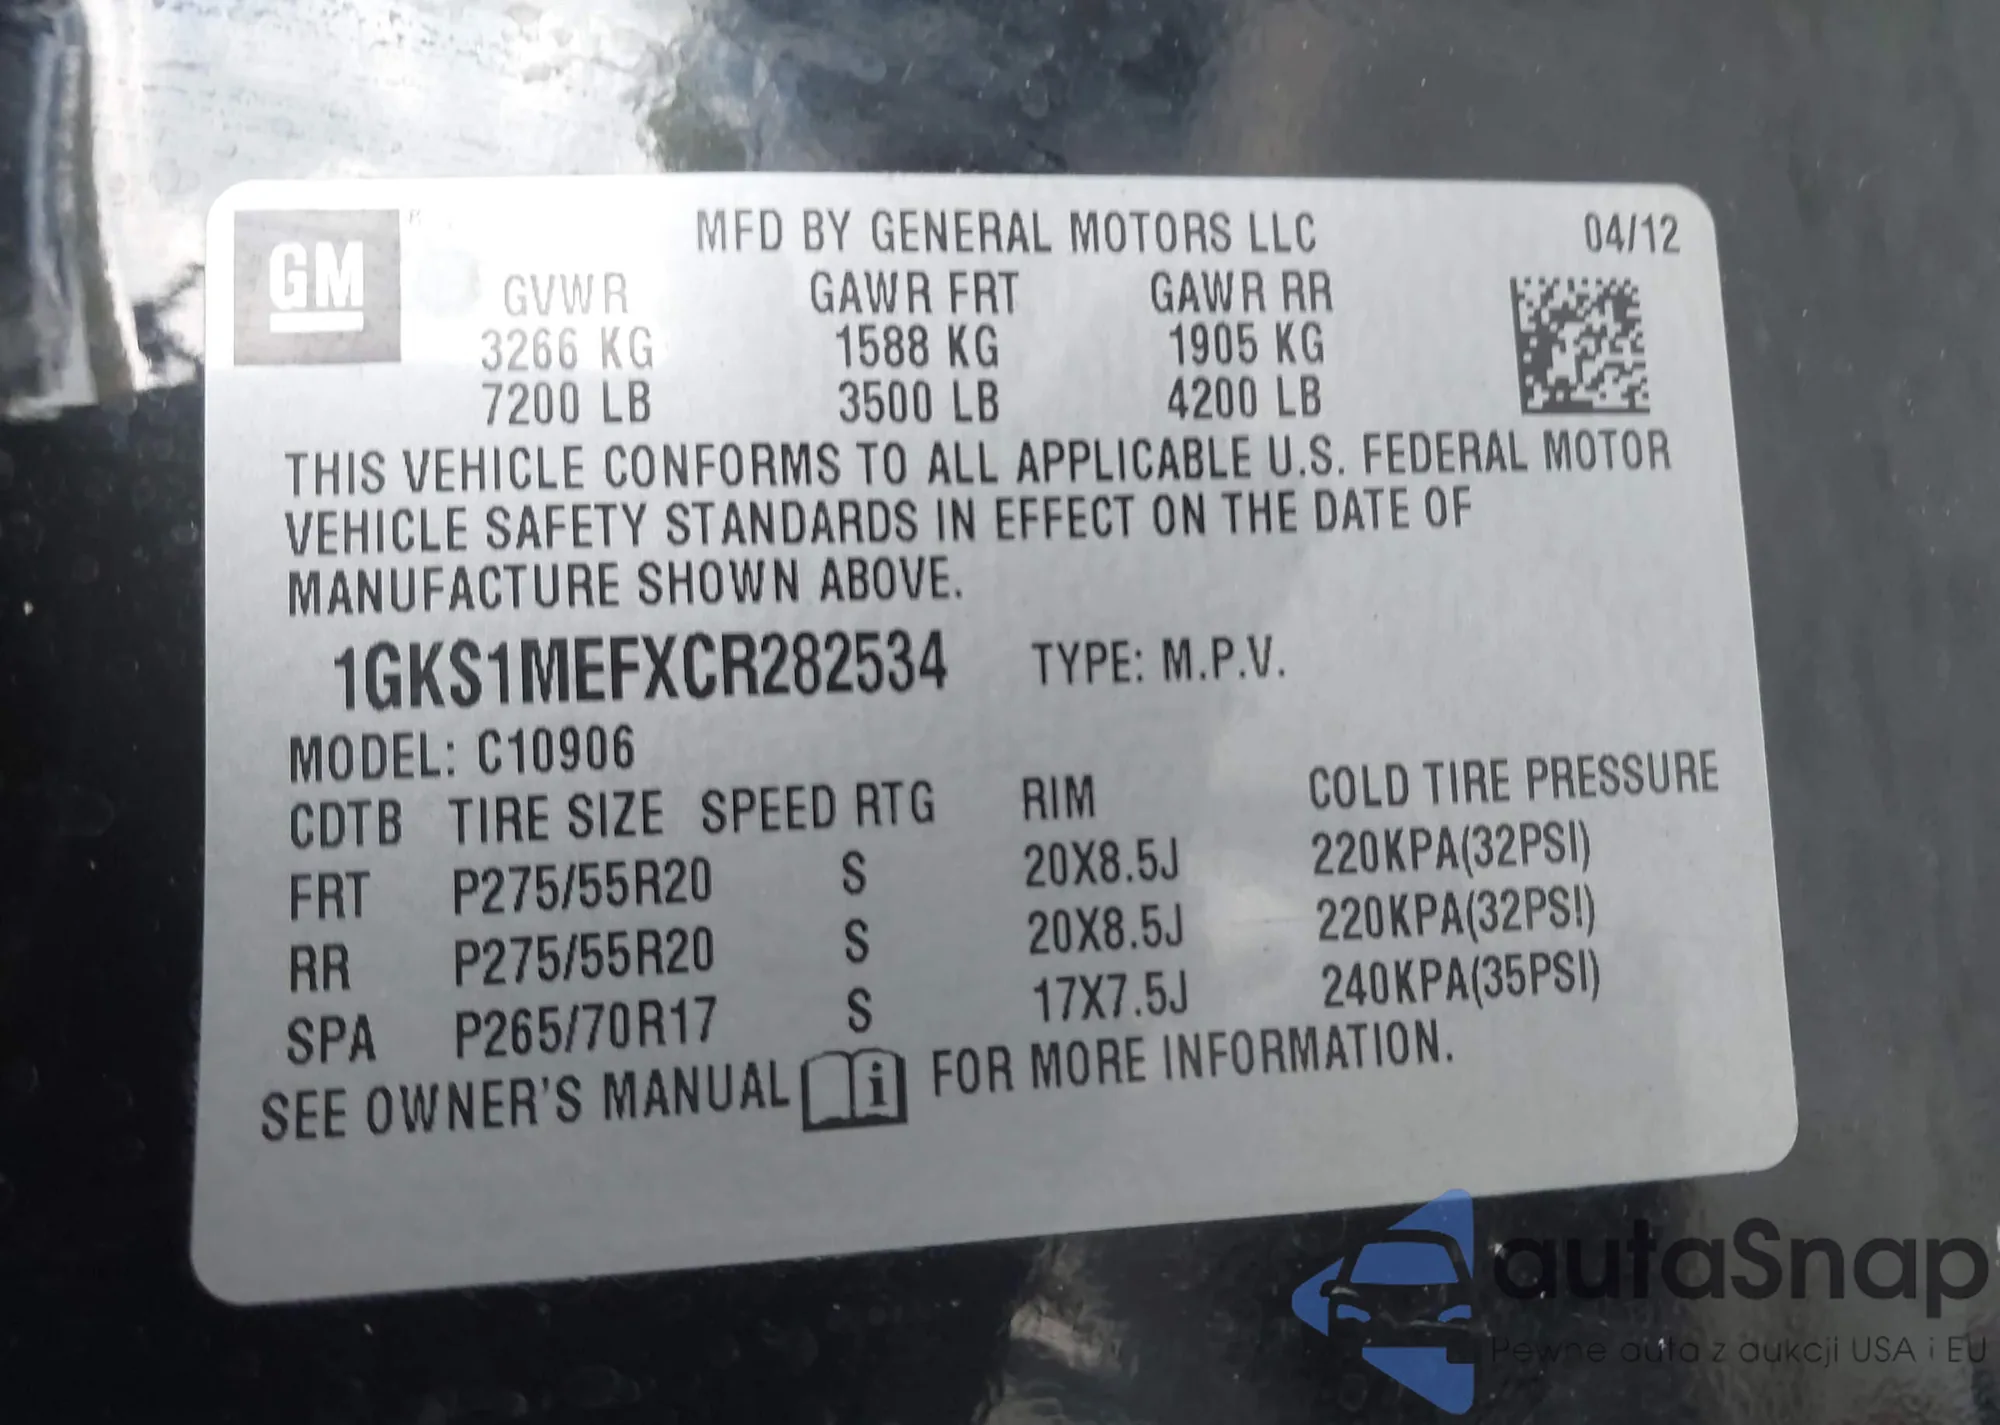 GM
MFD BY GENERAL MOTORS LLC 04/12
GVWR GAWR FRT GAWR RR
3266 KG 1588 KG 1905 KG
7200 LB 3500 LB 4200 LB
THIS VEHICLE CONFORMS TO ALL APPLICABLE U.S. FEDERAL MOTOR
VEHICLE SAFETY STANDARDS IN EFFECT ON THE DATE OF
MANUFACTURE SHOWN ABOVE.
1GKS1MEFXCR282534 TYPE: M.P.V.
MODEL: C10906
CDTB TIRE SIZE SPEED RTG RIM COLD TIRE PRESSURE
FRT P275/55R20 S 20X8.5J 220KPA(32PSI)
RR P275/55R20 S 20X8.5J 220KPA(32PSI)
SPA P265/70R17 S 17X7.5J 240KPA(35PSI)
SEE OWNER'S MANUAL i FOR MORE INFORMATION.
autaSnap
Pewne auta z aukcji USA i EU